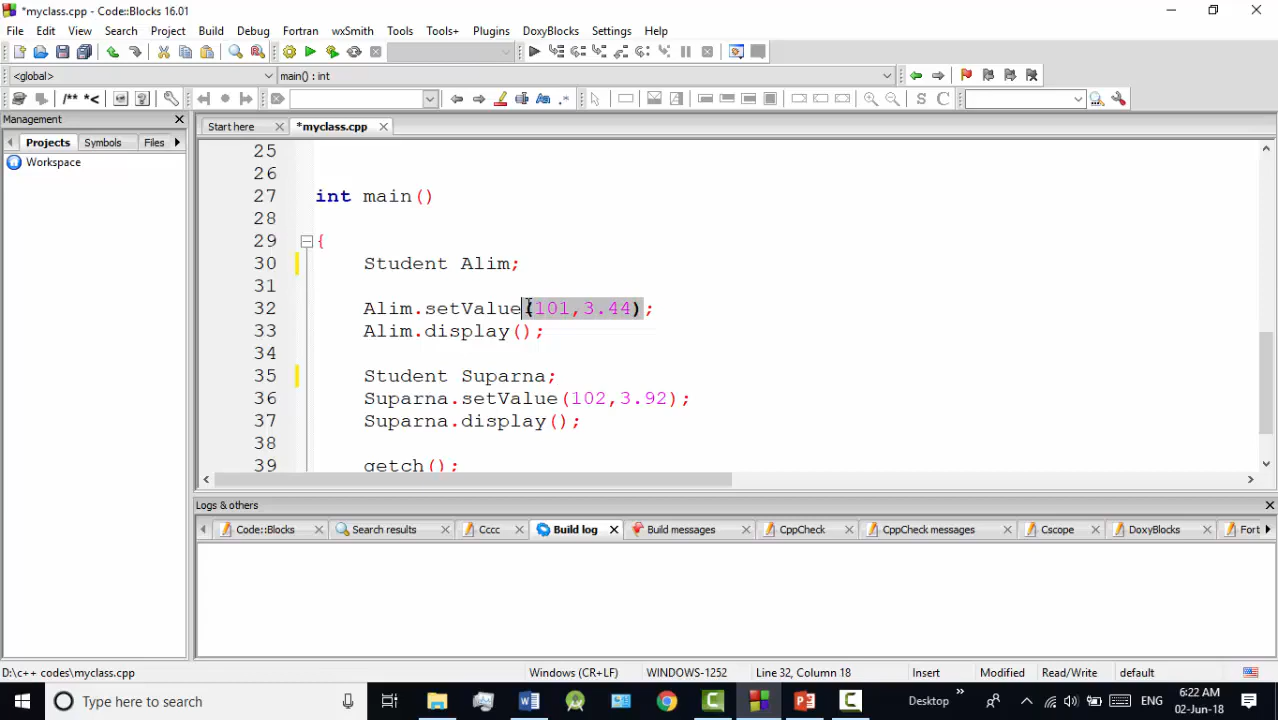 *myclass.cpp - Code::Blocks 16.01
File Edit View Search Project Build Debug Fortran wxSmith Tools Tools+ Plugins DoxyBlocks Settings Help
<global> main() : int
/** *< .* S C
Management
Projects Symbols Files
Workspace
Start here *myclass.cpp
25
26
27 int main()
28
29 {
30 Student Alim;
31
32 Alim.setValue(101,3.44);
33 Alim.display();
34
35 Student Suparna;
36 Suparna.setValue(102,3.92);
37 Suparna.display();
38
39 getch();
Logs & others
Code::Blocks Search results Cccc Build log Build messages CppCheck CppCheck messages Cscope DoxyBlocks Fort
D:\c++ codes\myclass.cpp Windows (CR+LF) WINDOWS-1252 Line 32, Column 18 Insert Modified Read/Write default
Type here to search Desktop ENG 6:22 AM
02-Jun-18